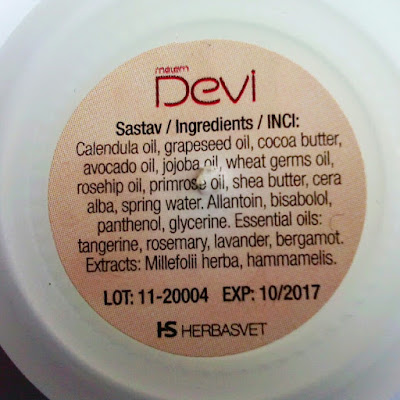 melem
Devi
Sastav / Ingredients / INCI:
Calendula oil, grapeseed oil, cocoa butter,
avocado oil, jojoba oil, wheat germs oil,
rosehip oil, primrose oil, shea butter, cera
alba, spring water. Allantoin, bisabolol,
panthenol, glycerine. Essential oils:
tangerine, rosemary, lavander, bergamot.
Extracts: Millefolii herba, hammamelis.
LOT: 11-20004 EXP: 10/2017
HS HERBASVET